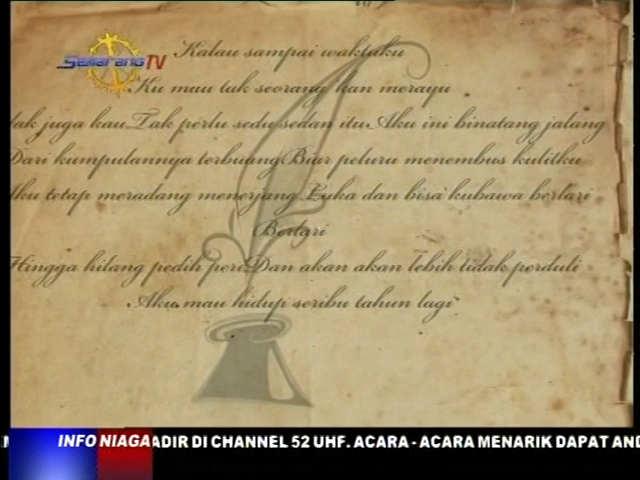 Semarang TV
Kalau sampai waktuku
Ku mau tak seorang kan merayu
dak juga kau Tak perlu sedu sedan itu Aku ini binatang jalang
Dari kumpulannya terbuang Biar peluru menembus kulitku
Aku tetap meradang menerjang Luka dan bisa kubawa berlari
Berlari
Hingga hilang pedih peri Dan akan akan lebih tidak perduli
Aku mau hidup seribu tahun lagi
INFO NIAGA ADIR DI CHANNEL 52 UHF. ACARA - ACARA MENARIK DAPAT AND